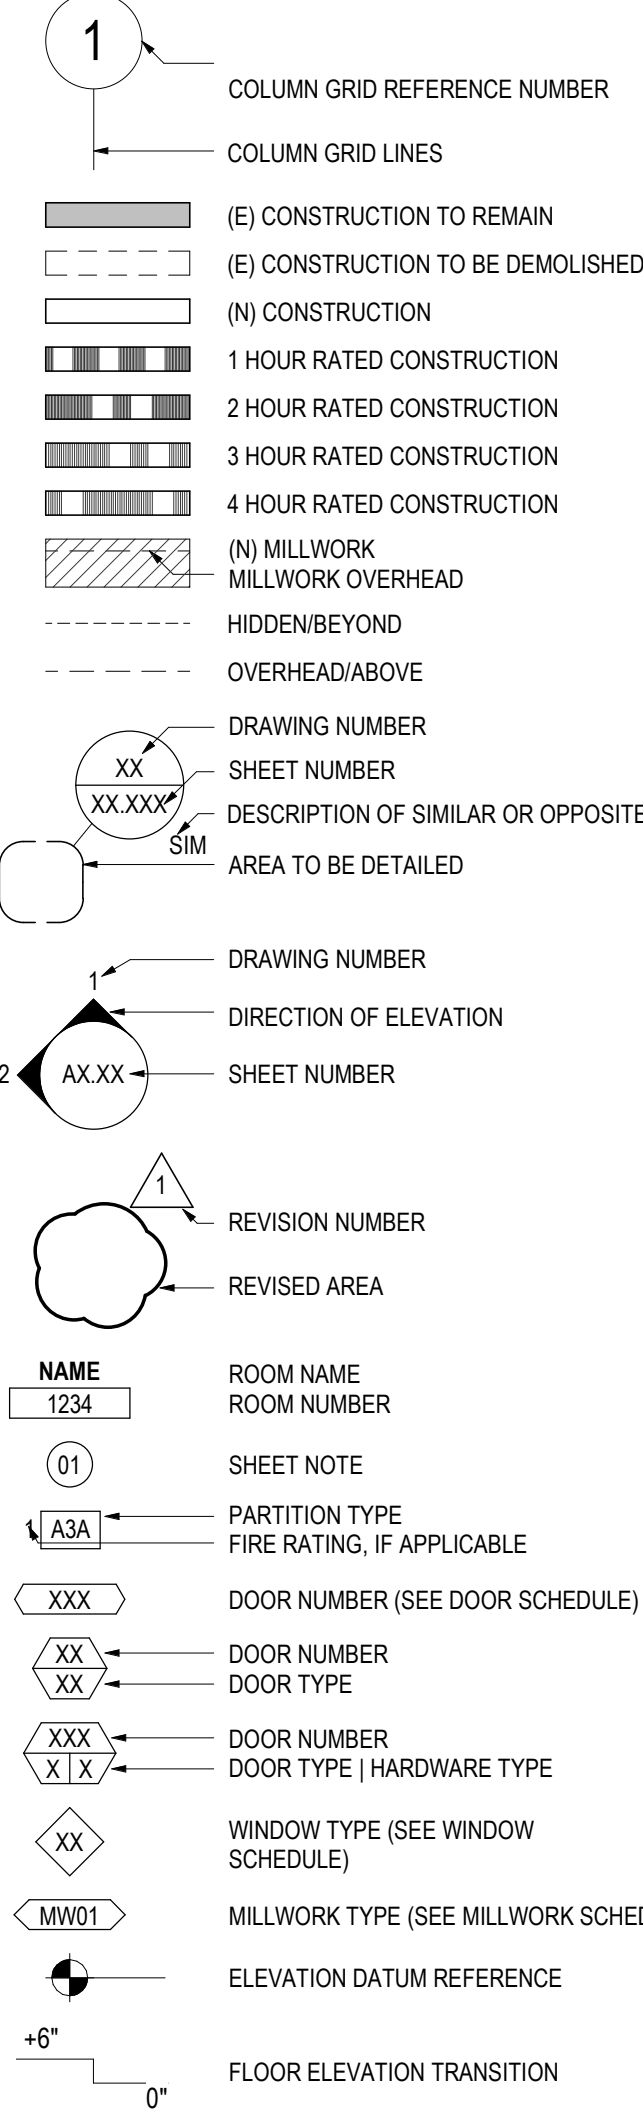 1
COLUMN GRID REFERENCE NUMBER
COLUMN GRID LINES
(E) CONSTRUCTION TO REMAIN
(E) CONSTRUCTION TO BE DEMOLISHED
(N) CONSTRUCTION
1 HOUR RATED CONSTRUCTION
2 HOUR RATED CONSTRUCTION
3 HOUR RATED CONSTRUCTION
4 HOUR RATED CONSTRUCTION
(N) MILLWORK
MILLWORK OVERHEAD
HIDDEN/BEYOND
OVERHEAD/ABOVE
DRAWING NUMBER
XX
SHEET NUMBER
XX.XXX
DESCRIPTION OF SIMILAR OR OPPOSITE
SIM
AREA TO BE DETAILED
DRAWING NUMBER
1
DIRECTION OF ELEVATION
2 AX.XX SHEET NUMBER
1
REVISION NUMBER
REVISED AREA
NAME ROOM NAME
1234 ROOM NUMBER
01 SHEET NOTE
PARTITION TYPE
1 A3A
FIRE RATING, IF APPLICABLE
XXX DOOR NUMBER (SEE DOOR SCHEDULE)
XX DOOR NUMBER
XX DOOR TYPE
XXX DOOR NUMBER
X X DOOR TYPE | HARDWARE TYPE
XX WINDOW TYPE (SEE WINDOW
SCHEDULE)
MW01 MILLWORK TYPE (SEE MILLWORK SCHED
ELEVATION DATUM REFERENCE
+6"
FLOOR ELEVATION TRANSITION
0"